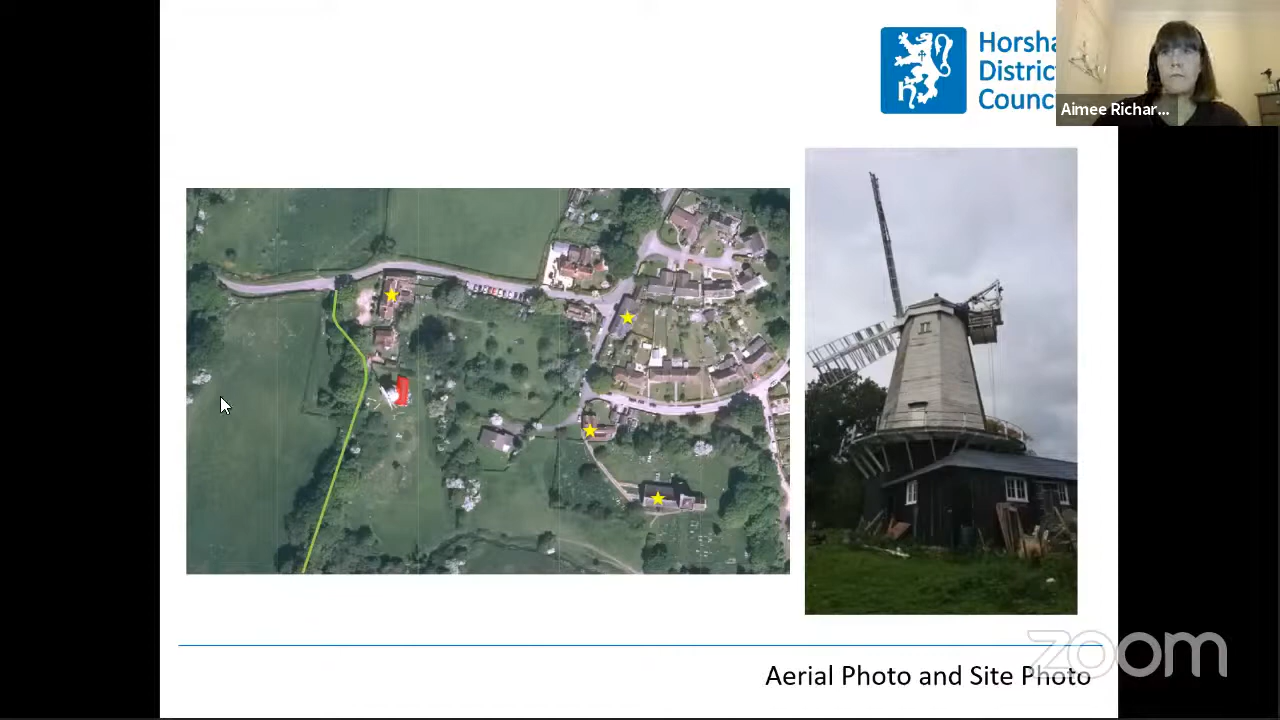 Horsha
Distric
Counc
Aimee Richar...
zoom
Aerial Photo and Site Photo